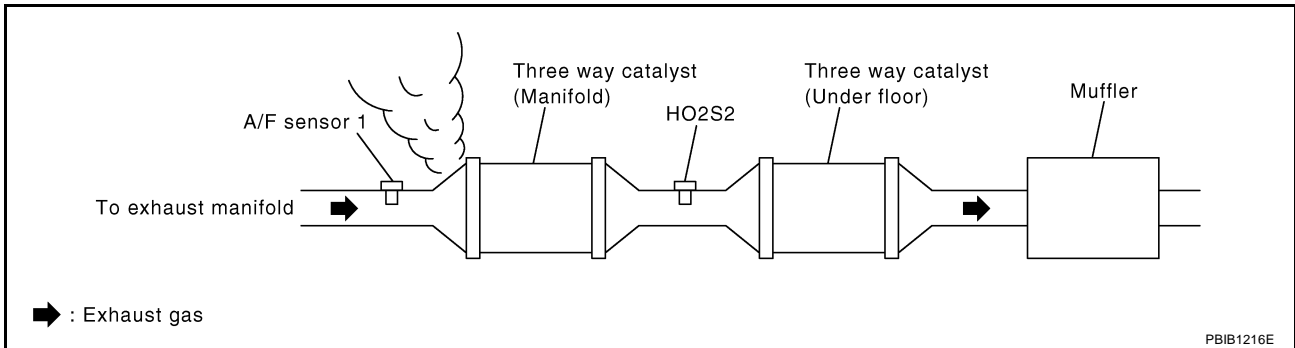 Three way catalyst
(Manifold)
Three way catalyst
(Under floor)
Muffler
HO2S2
A/F sensor 1
To exhaust manifold
: Exhaust gas
PBIB1216E